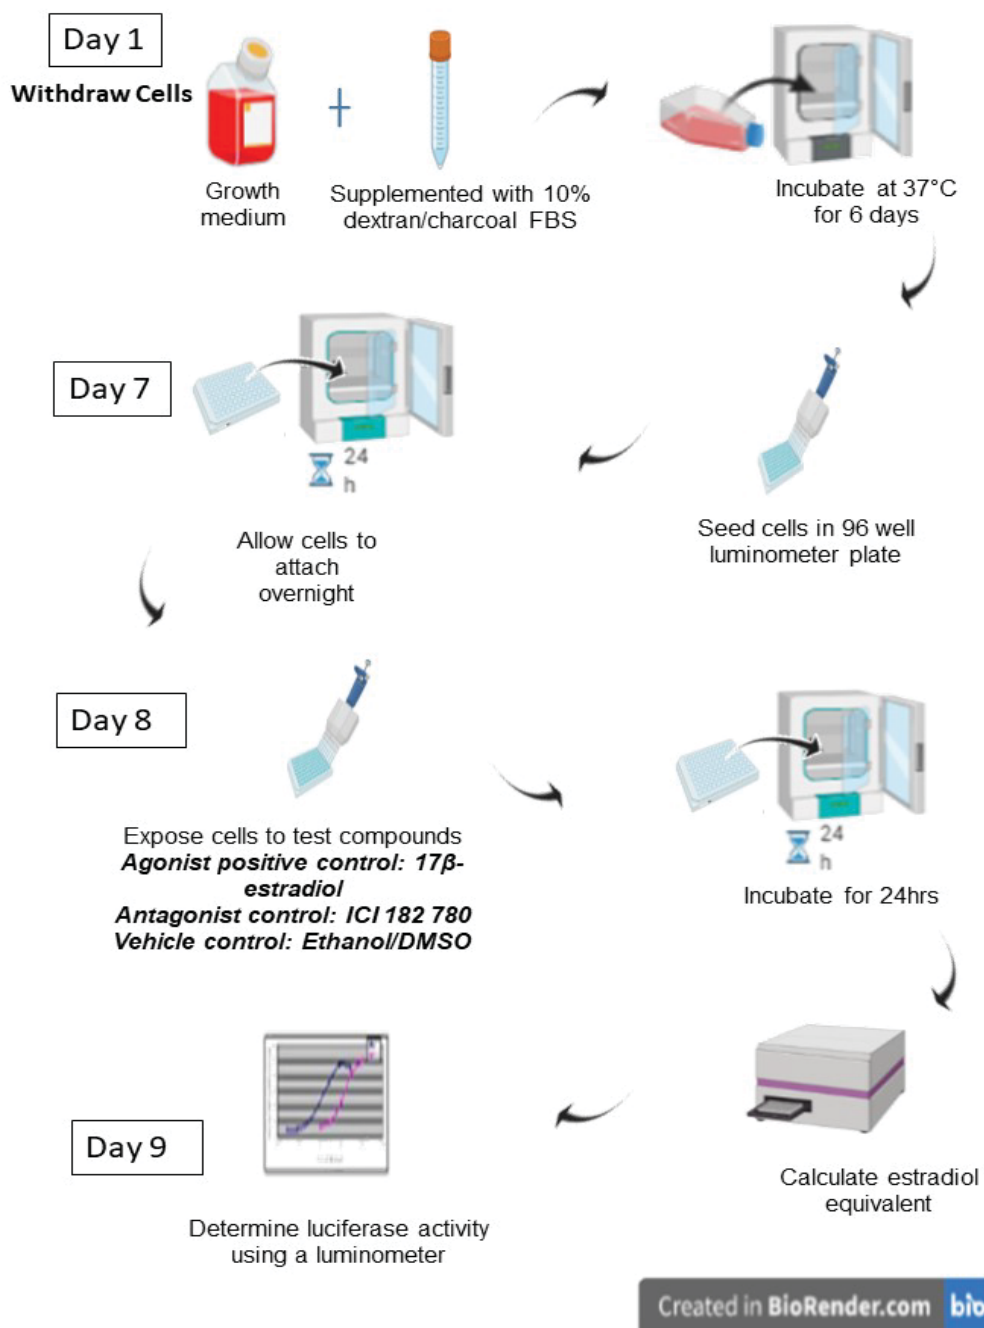 Day 1
Withdraw Cells
Growth
medium
+
Supplemented with 10%
dextran/charcoal FBS
Incubate at 37°C
for 6 days
Day 7
24
h
Allow cells to
attach
overnight
Seed cells in 96 well
luminometer plate
Day 8
Expose cells to test compounds
Agonist positive control: 17β-
estradiol
Antagonist control: ICI 182 780
Vehicle control: Ethanol/DMSO
24
h
Incubate for 24hrs
Day 9
Determine luciferase activity
using a luminometer
Calculate estradiol
equivalent
Created in BioRender.com bio